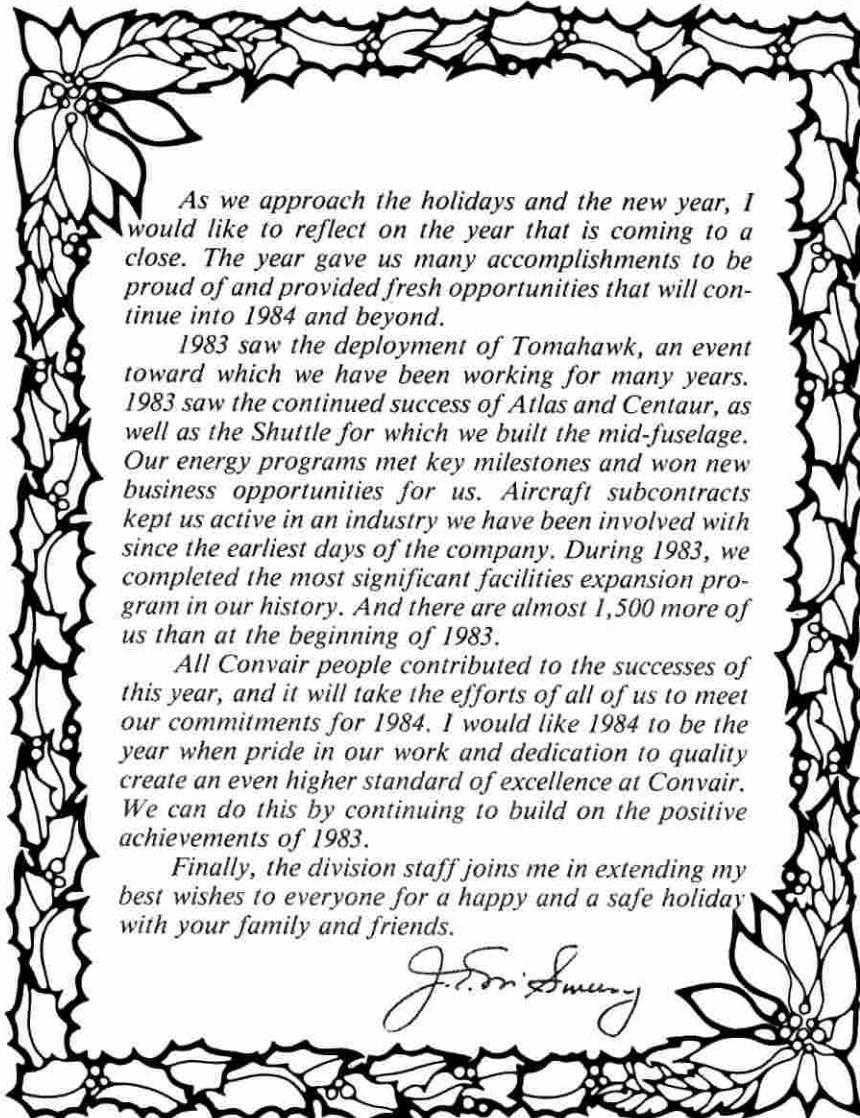 As we approach the holidays and the new year, I
would like to reflect on the year that is coming to a
close. The year gave us many accomplishments to be
proud of and provided fresh opportunities that will con-
tinue into 1984 and beyond.
1983 saw the deployment of Tomahawk, an event
toward which we have been working for many years.
1983 saw the continued success of Atlas and Centaur, as
well as the Shuttle for which we built the mid-fuselage.
Our energy programs met key milestones and won new
business opportunities for us. Aircraft subcontracts
kept us active in an industry we have been involved with
since the earliest days of the company. During 1983, we
completed the most significant facilities expansion pro-
gram in our history. And there are almost 1,500 more of
us than at the beginning of 1983.
All Convair people contributed to the successes of
this year, and it will take the efforts of all of us to meet
our commitments for 1984. I would like 1984 to be the
year when pride in our work and dedication to quality
create an even higher standard of excellence at Convair.
We can do this by continuing to build on the positive
achievements of 1983.
Finally, the division staff joins me in extending my
best wishes to everyone for a happy and a safe holiday
with your family and friends.